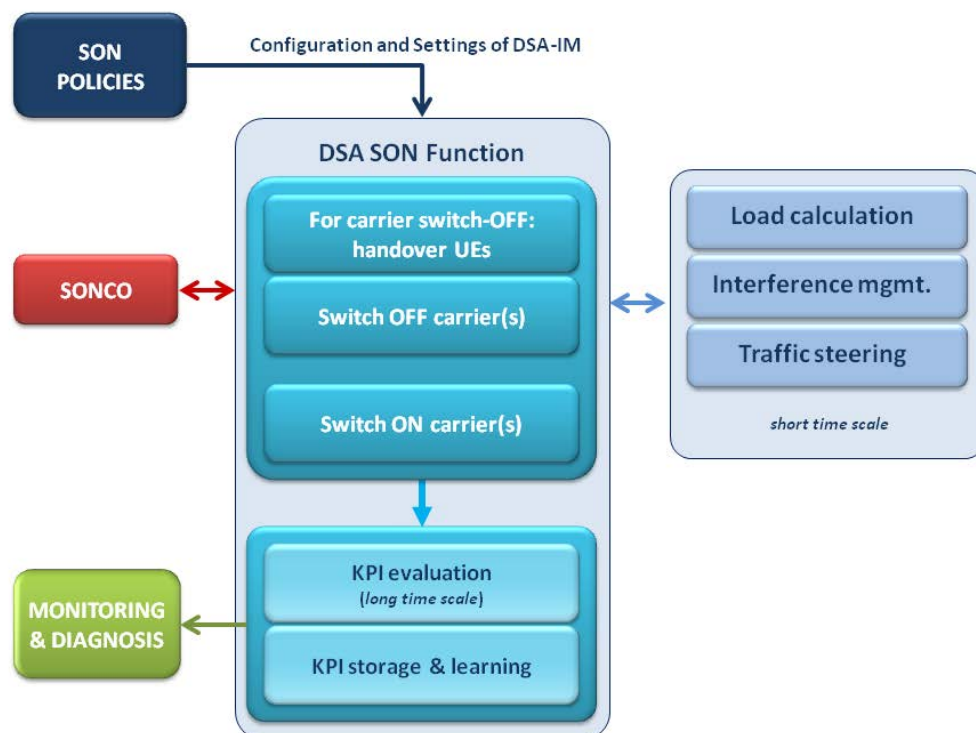 SON
POLICIES
Configuration and Settings of DSA-IM
DSA SON Function
For carrier switch-OFF:
handover UEs
Switch OFF carrier(s)
Switch ON carrier(s)
SONCO
Load calculation
Interference mgmt.
Traffic steering
short time scale
KPI evaluation
(long time scale)
KPI storage & learning
MONITORING
& DIAGNOSIS